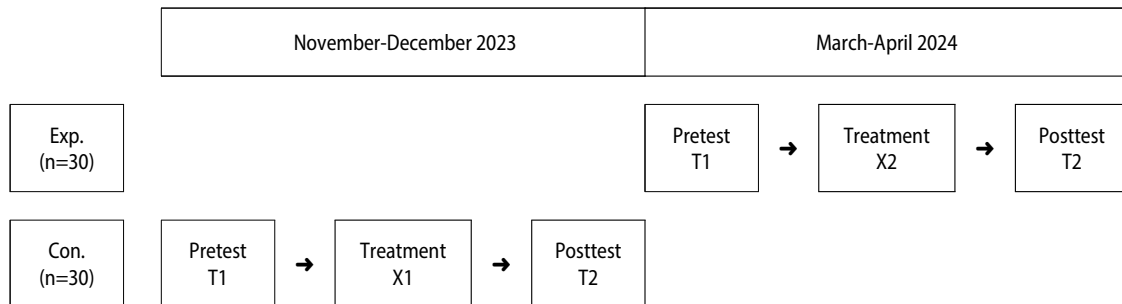 November-December 2023
March-April 2024
Exp.
(n=30)
Pretest
T1
➜
Treatment
X2
➜
Posttest
T2
Con.
(n=30)
Pretest
T1
➜
Treatment
X1
➜
Posttest
T2